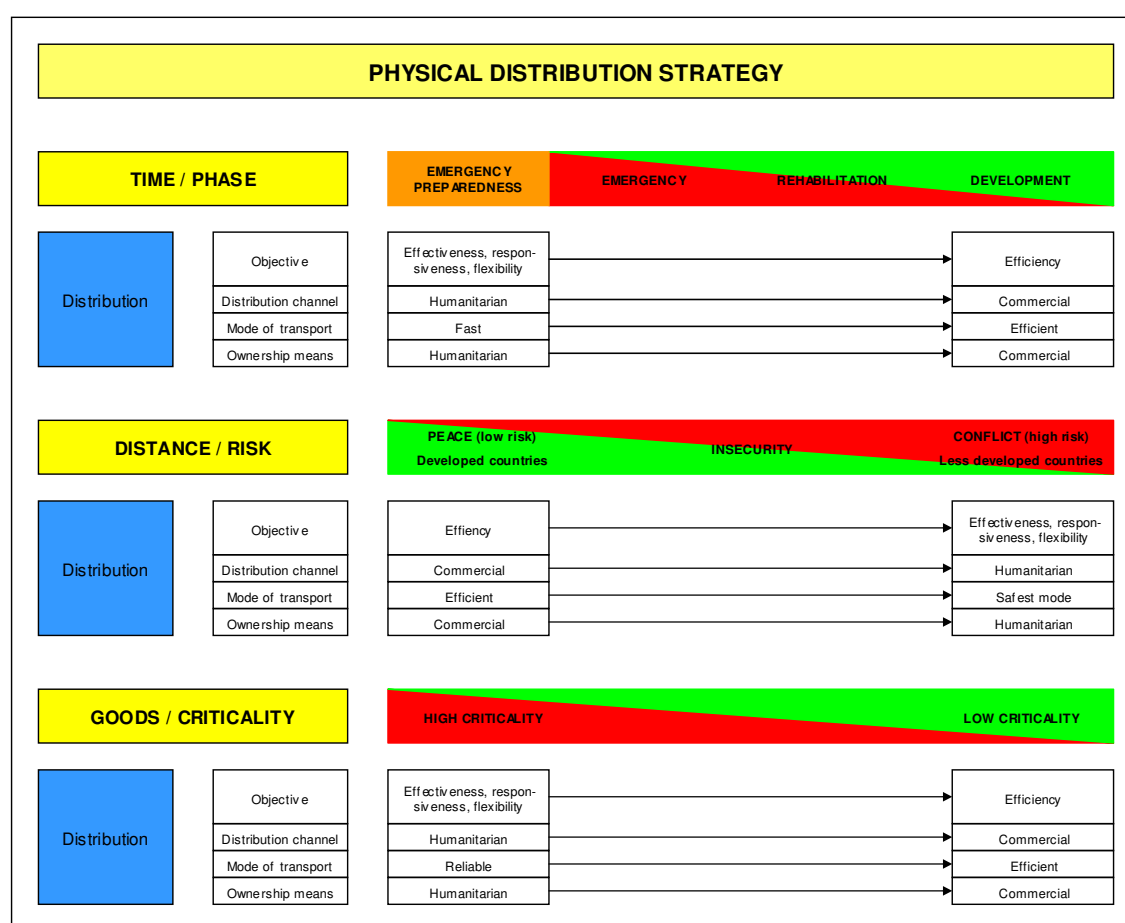 PHYSICAL DISTRIBUTION STRATEGY
TIME / PHASE
EMERGENCY
PREPAREDNESS
EMERGENCY
REHABILITATION
DEVELOPMENT
Distribution
Objective
Effectiveness, respon-
siveness, flexibility
Efficiency
Distribution channel
Humanitarian
Commercial
Mode of transport
Fast
Efficient
Ownership means
Humanitarian
Commercial
DISTANCE / RISK
PEACE (low risk)
Developed countries
INSECURITY
CONFLICT (high risk)
Less developed countries
Distribution
Objective
Effiency
Effectiveness, respon-
siveness, flexibility
Distribution channel
Commercial
Humanitarian
Mode of transport
Efficient
Safest mode
Ownership means
Commercial
Humanitarian
GOODS / CRITICALITY
HIGH CRITICALITY
LOW CRITICALITY
Distribution
Objective
Effectiveness, respon-
siveness, flexibility
Efficiency
Distribution channel
Humanitarian
Commercial
Mode of transport
Reliable
Efficient
Ownership means
Humanitarian
Commercial